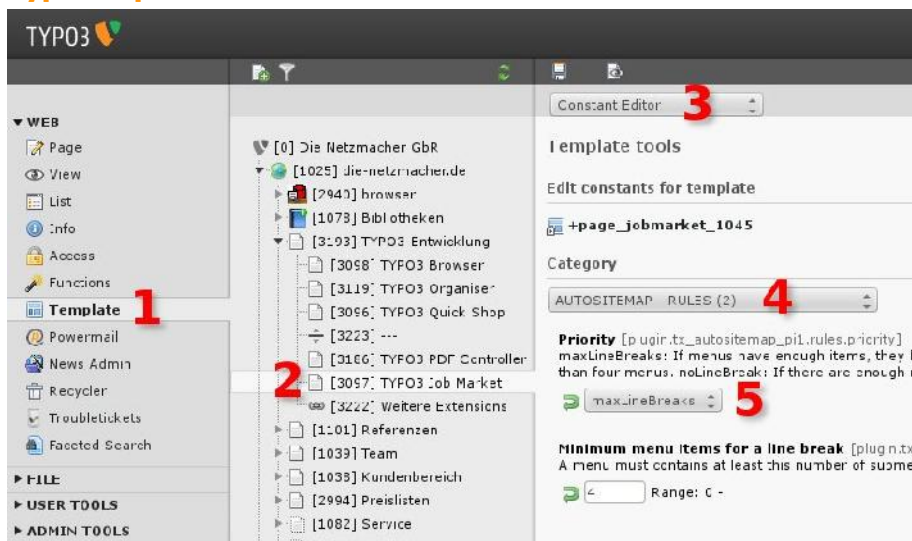 TYPO3
Constant Editor
3
WEB
Page
View
List
Info
Access
Functions
Template
1
Powermail
News Admin
Recycler
Troubletickets
Faceted Search
FILE
USER TOOLS
ADMIN TOOLS
[0] Die Netzmacher GbR
[1025] die-netzmacher.de
[2940] browser
[1073] Bibliotheken
[3193] TYPO3 Entwicklung
[3098] TYPO3 Browser
[3119] TYPO3 Organiser
[3096] TYPO3 Quick Shop
[3223] ---
[3186] TYPO3 PDF Controller
2
[3097] TYPO3 Job Market
[3222] Weitere Extensions
[1101] Referenzen
[1039] Team
[1038] Kundenbereich
[2994] Preislisten
[1082] Service
Template tools
Edit constants for template
+page_jobmarket_1045
Category
AUTOSITEMAP RULES (2)
4
Priority [plugin.tx_autositemap_pi1.rules.priority]
maxLineBreaks: If menus have enough items, they
than four menus. noLineBreak: If there are enough
maxLineBreaks
5
Minimum menu items for a line break [plugin.tx
A menu must contains at least this number of subme
4
Range: 0 -